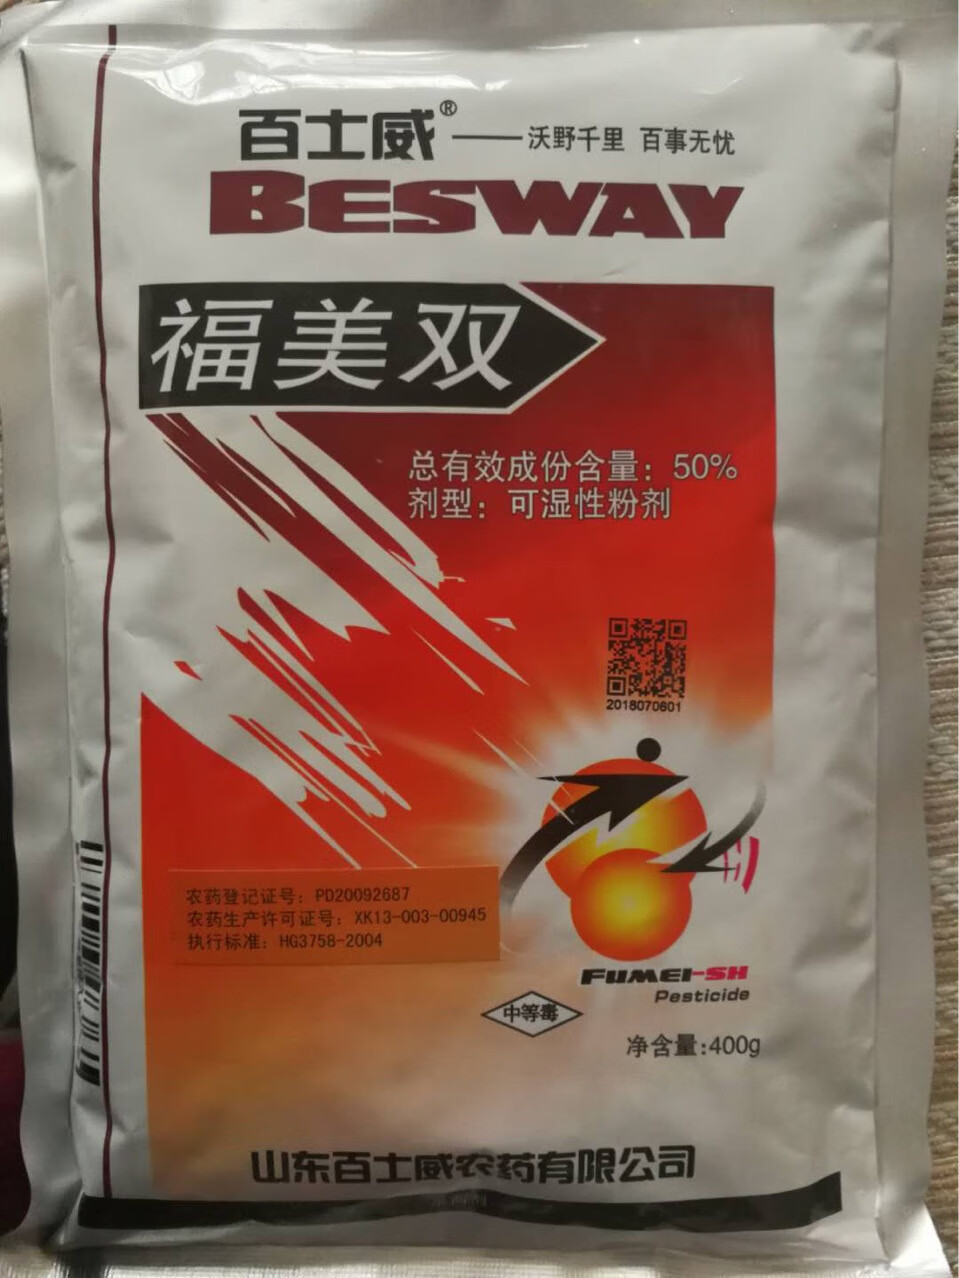 百士威®——沃野千里 百事无忧
BESWAY
福美双
总有效成份含量：50%
剂型：可湿性粉剂
2018070601
农药登记证号：PD20092687
农药生产许可证号：XK13-003-00945
执行标准：HG3758-2004
FUMEI-SH
Pesticide
中等毒
净含量:400g
山东百士威农药有限公司